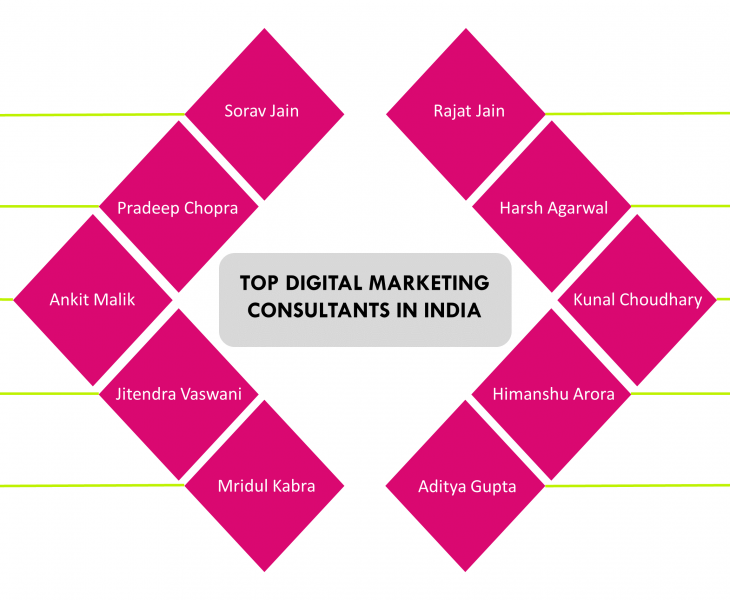 Sorav Jain
Rajat Jain
Pradeep Chopra
Harsh Agarwal
TOP DIGITAL MARKETING
CONSULTANTS IN INDIA
Ankit Malik
Kunal Choudhary
Jitendra Vaswani
Himanshu Arora
Mridul Kabra
Aditya Gupta